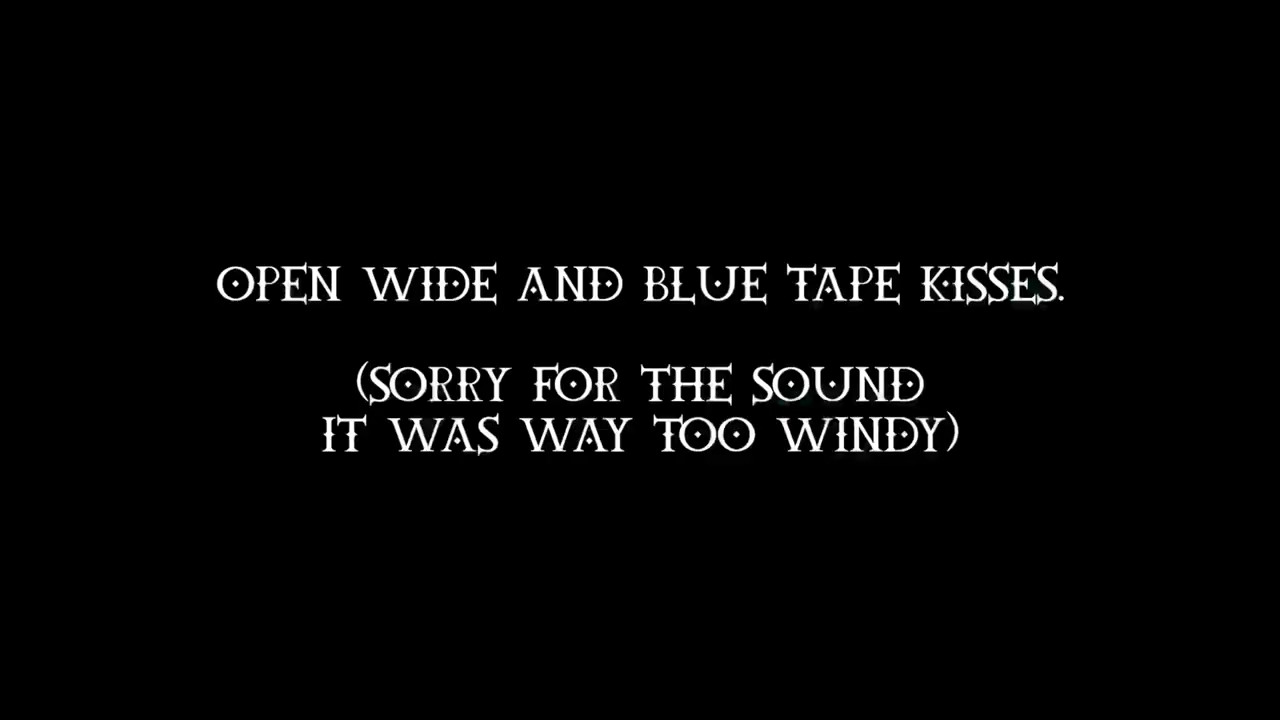 OPEN WIDE AND BLUE TAPE KISSES.
(SORRY FOR THE SOUND
IT WAS WAY TOO WINDY)